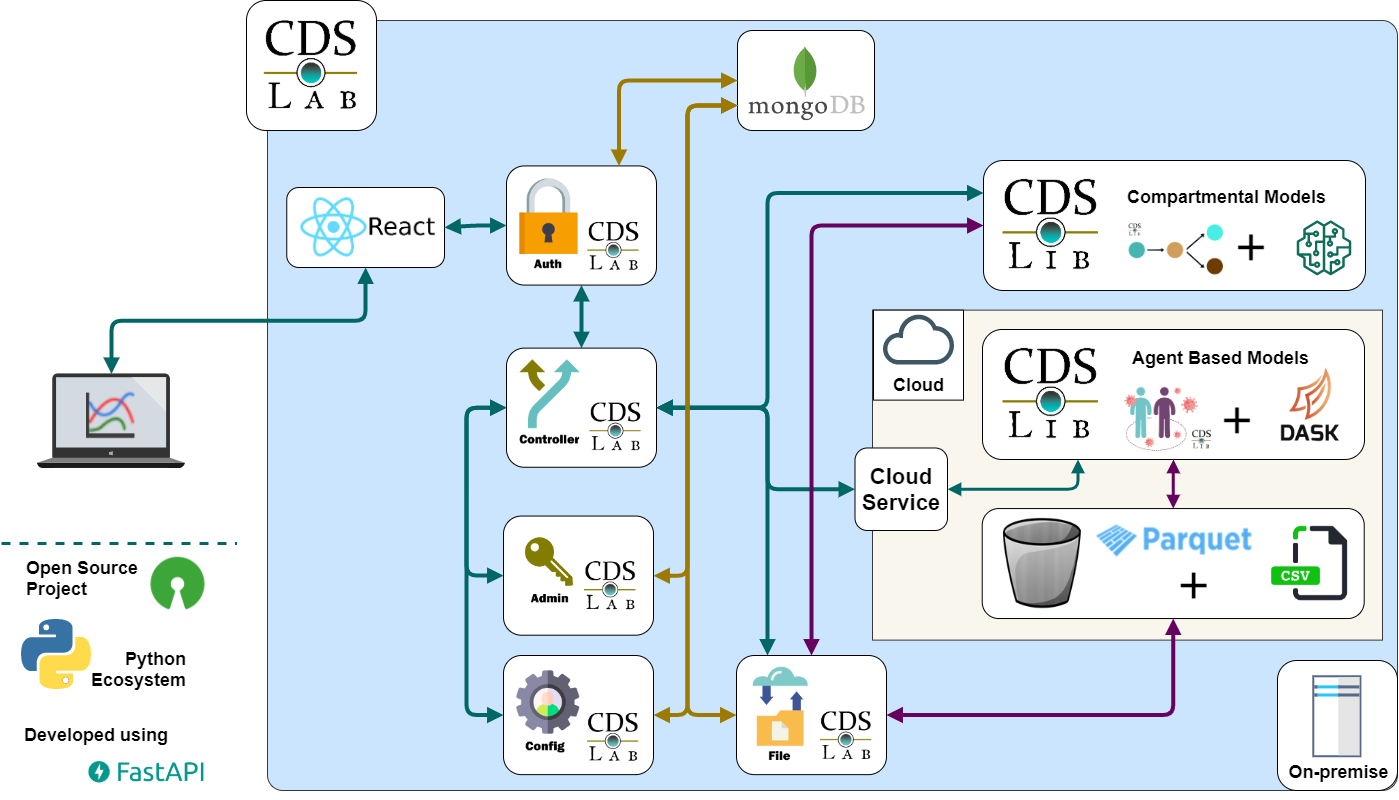 CDS
LAB
mongoDB
React
Auth
CDS
LAB
CDS
LIB
Compartmental Models
CDS
LIB
+
Controller
CDS
LAB
Cloud
CDS
LIB
Agent Based Models
CDS
LIB
+
DASK
Cloud
Service
Parquet
+
CSV
Admin
CDS
LAB
Config
CDS
LAB
File
CDS
LAB
On-premise
Open Source
Project
Python
Ecosystem
Developed using
FastAPI